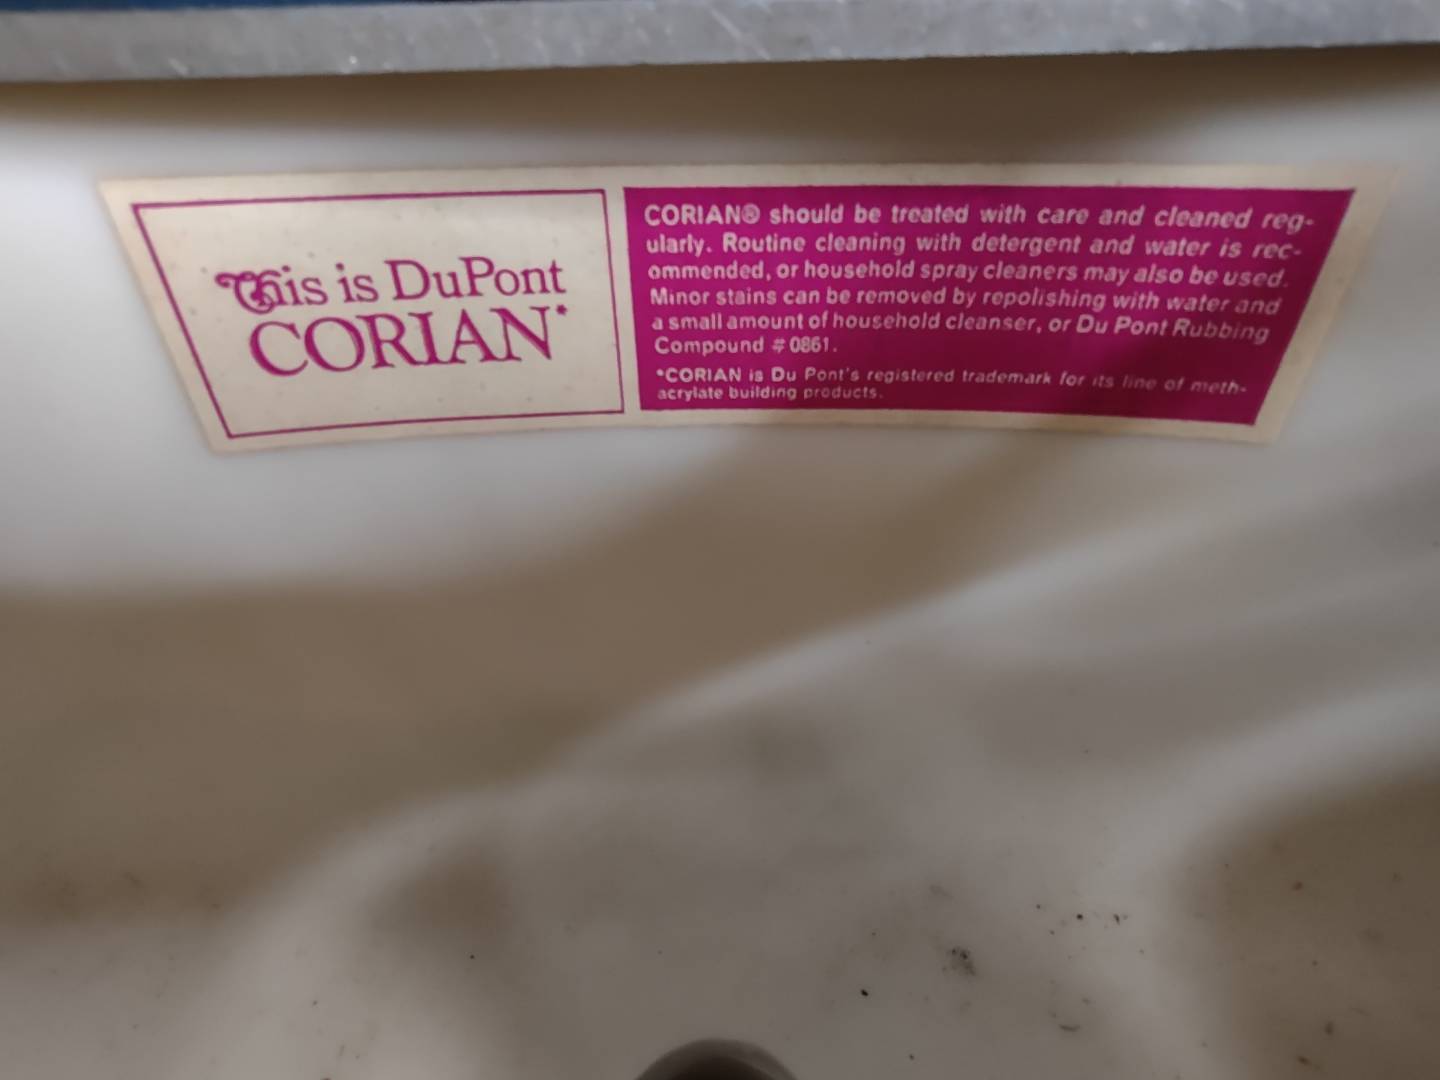 This is DuPont
CORIAN*
CORIAN® should be treated with care and cleaned reg-
ularly. Routine cleaning with detergent and water is rec-
ommended, or household spray cleaners may also be used.
Minor stains can be removed by repolishing with water and
a small amount of household cleanser, or Du Pont Rubbing
Compound #0861.
*CORIAN is Du Pont's registered trademark for its line of meth-
acrylate building products.